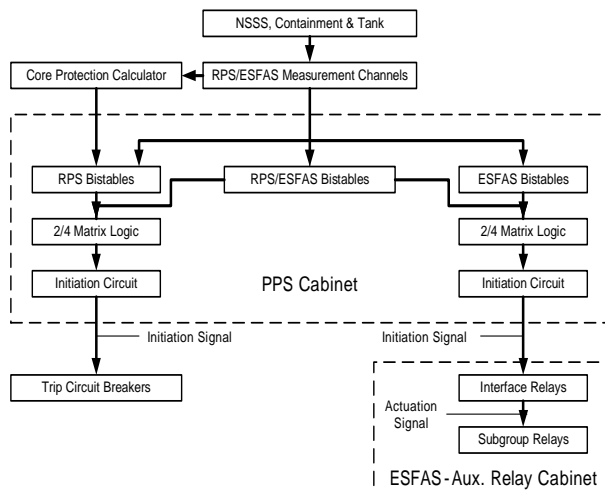 NSSS, Containment & Tank
Core Protection Calculator
RPS/ESFAS Measurement Channels
RPS Bistables
RPS/ESFAS Bistables
ESFAS Bistables
2/4 Matrix Logic
2/4 Matrix Logic
Initiation Circuit
PPS Cabinet
Initiation Circuit
Initiation Signal
Initiation Signal
Trip Circuit Breakers
Interface Relays
Actuation
Signal
Subgroup Relays
ESFAS-Aux. Relay Cabinet